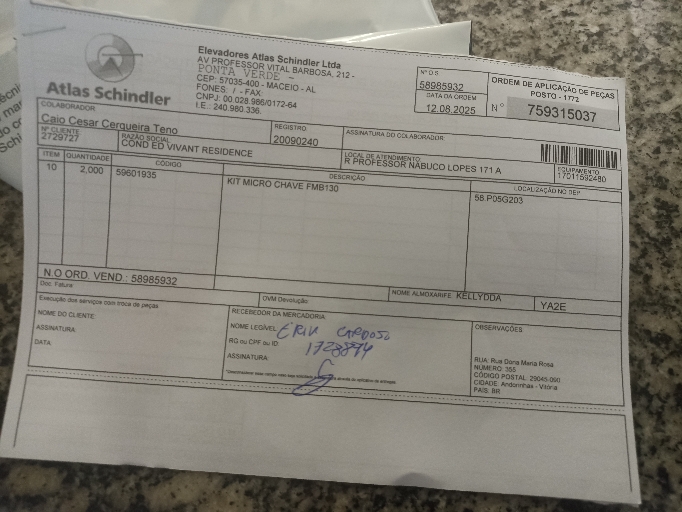 Atlas Schindler
Elevadores Atlas Schindler Ltda
AV PROFESSOR VITAL BARBOSA, 212 -
PONTA VERDE -
CEP: 57035-400 - MACEIO - AL
FONES: / - FAX:
CNPJ: 00.028.986/0172-64
I.E.: 240.980.336.
Nº O.S
58985932
DATA DA ORDEM
12.08.2025
ORDEM DE APLICAÇÃO DE PEÇAS
POSTO - 1772
Nº 759315037
COLABORADOR
Caio Cesar Cerqueira Teno
REGISTRO
20090240
ASSINATURA DO COLABORADOR
Nº CLIENTE
2729727
RAZÃO SOCIAL
COND ED VIVANT RESIDENCE
LOCAL DE ATENDIMENTO
R PROFESSOR NABUCO LOPES 171 A
EQUIPAMENTO
17011592480
ITEM QUANTIDADE CÓDIGO DESCRIÇÃO LOCALIZAÇÃO NO DEP
10 2,000 59601935 KIT MICRO CHAVE FMB130 56.P05G203
N.O ORD. VEND.: 58985932
Doc. Fatura
OVM Devolução:
NOME ALMOXARIFE KELLYDDA
YA2E
Execução dos serviços com troca de peças
NOME DO CLIENTE:
ASSINATURA:
DATA:
RECEBEDOR DA MERCADORIA
NOME LEGÍVEL ERIK CARDOSO
RG ou CPF ou ID: 1728894
ASSINATURA:
OBSERVAÇÕES
RUA: Rua Dona Maria Rosa
NÚMERO: 355
CÓDIGO POSTAL: 29045-060
CIDADE: Andorinhas - Vitória
PAÍS: BR